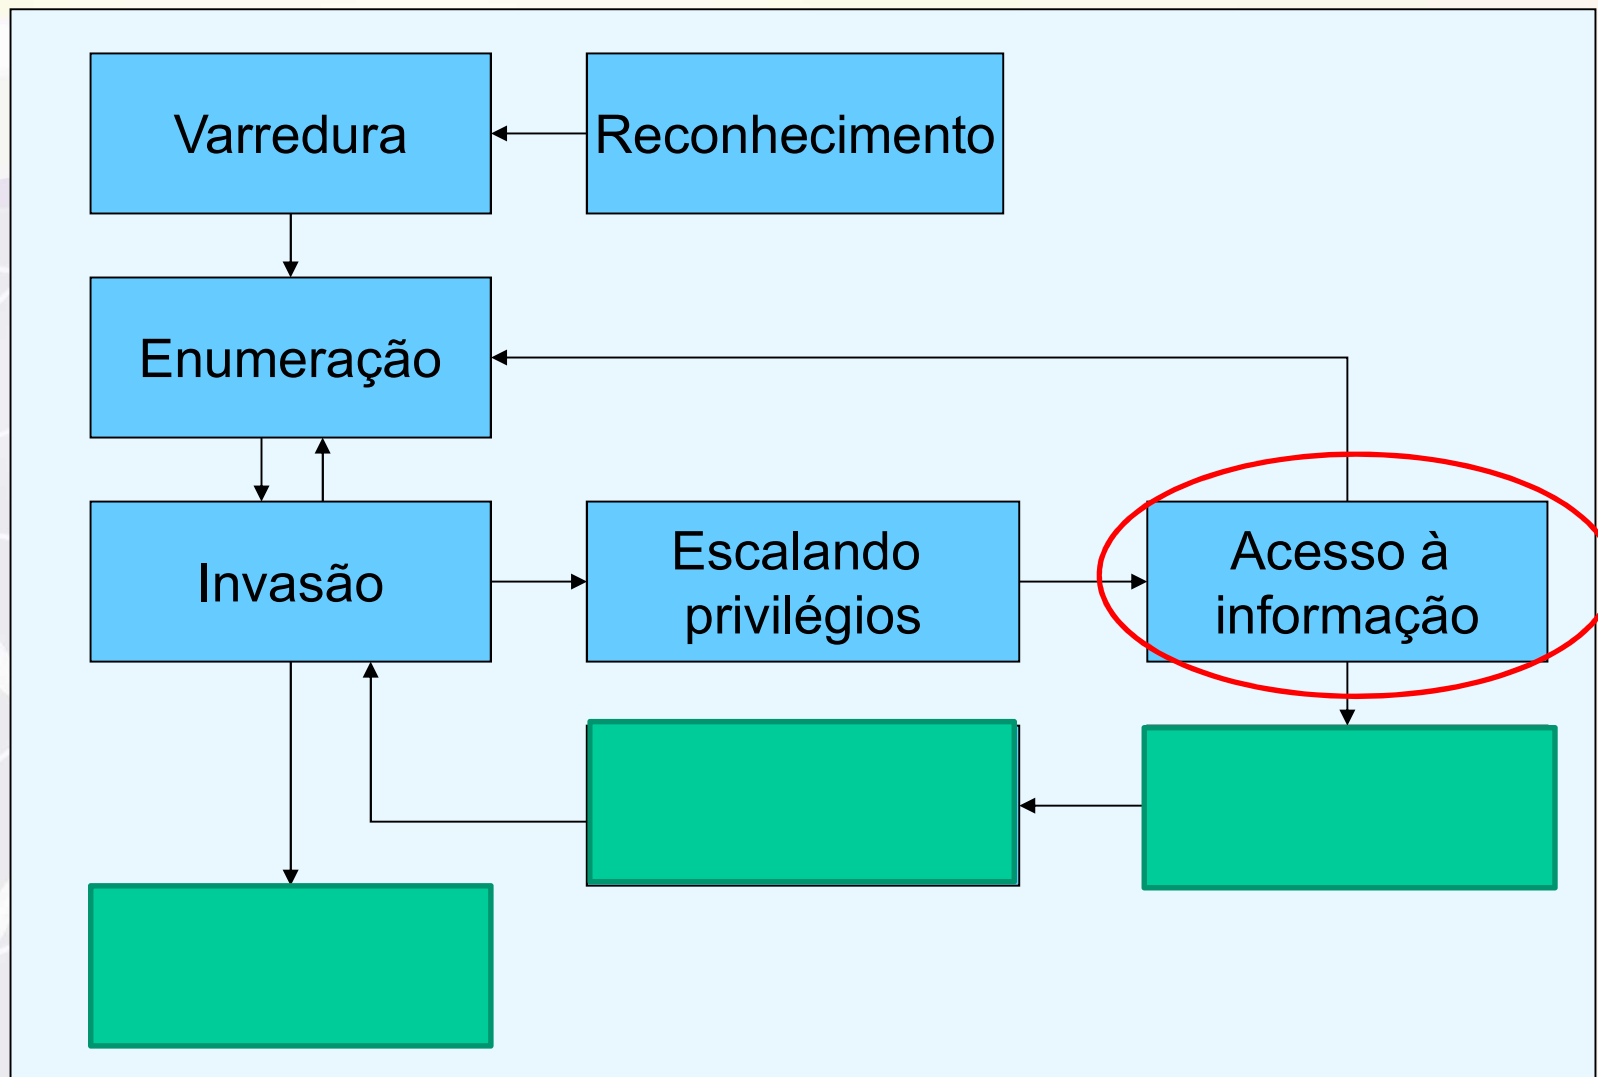 Varredura
Reconhecimento
Enumeração
Invasão
Escalando
privilégios
Acesso à
informação